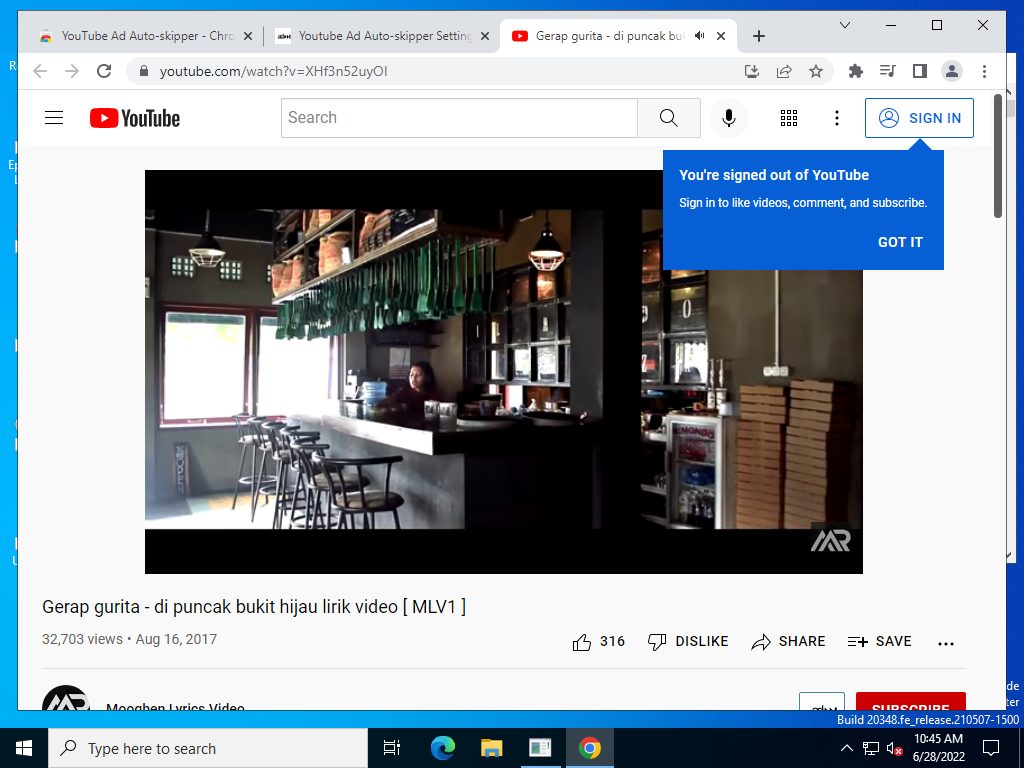 YouTube Ad Auto-skipper - Chro
Youtube Ad Auto-skipper Setting
Gerap gurita - di puncak buk
youtube.com/watch?v=XHf3n52uyOI
YouTube
Search
SIGN IN
You're signed out of YouTube
Sign in to like videos, comment, and subscribe.
GOT IT
MR
Gerap gurita - di puncak bukit hijau lirik video [ MLV1 ]
32,703 views • Aug 16, 2017
316
DISLIKE
SHARE
SAVE
Mooghen Lyrics Video
SUBSCRIBE
Build 20348.fe_release.210507-1500
Type here to search
10:45 AM
6/28/2022